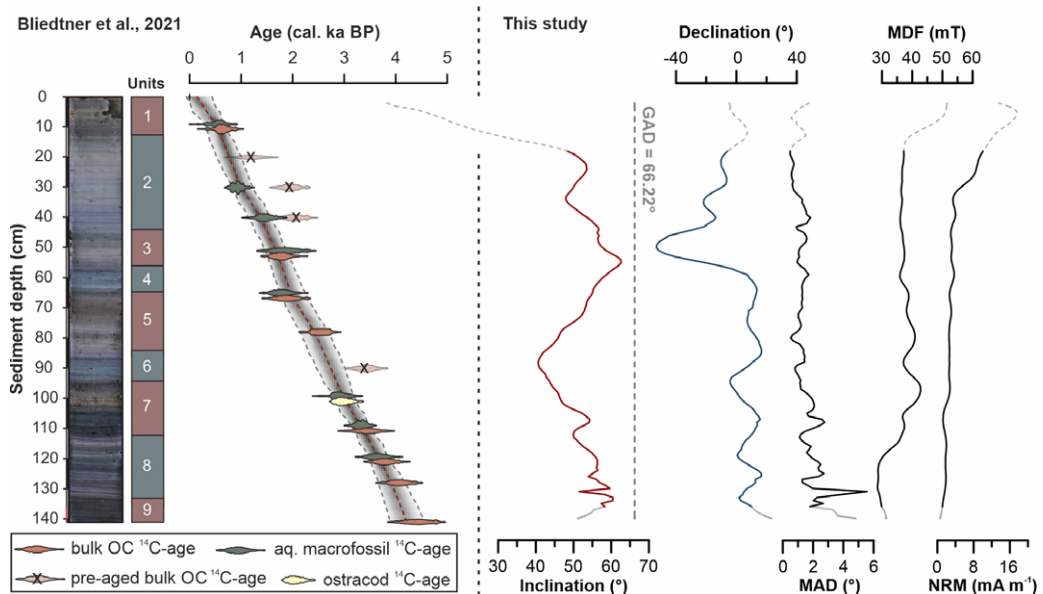 Bliedtner et al., 2021
This study
Age (cal. ka BP)
Declination (°)
MDF (mT)
0 1 2 3 4 5
-40 0 40
30 40 50 60
Units
Sediment depth (cm)
0
10
20
30
40
50
60
70
80
90
100
110
120
130
140
1
2
3
4
5
6
7
8
9
GAD = 66.22°
bulk OC ¹⁴C-age
aq. macrofossil ¹⁴C-age
pre-aged bulk OC ¹⁴C-age
ostracod ¹⁴C-age
30 40 50 60 70
0 2 4 6
0 8 16
Inclination (°)
MAD (°)
NRM (mA m⁻¹)